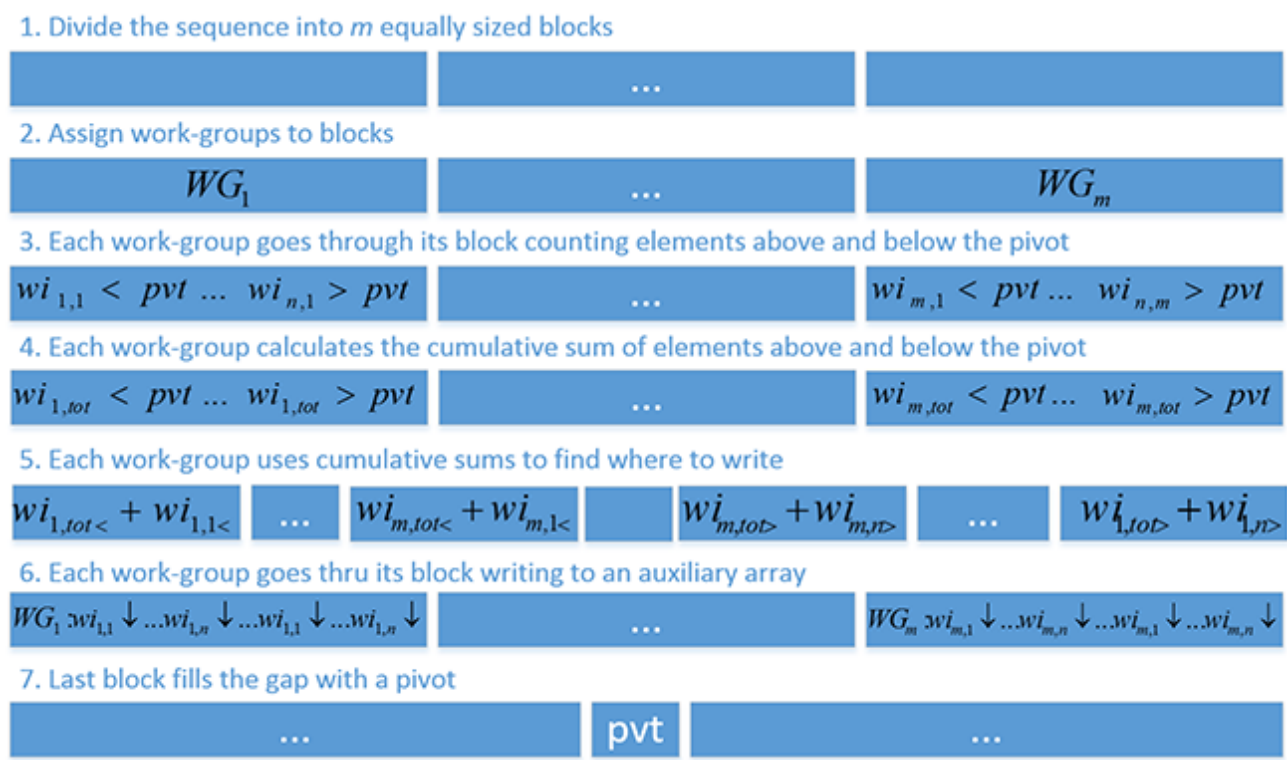 1. Divide the sequence into m equally sized blocks
...
2. Assign work-groups to blocks
WG₁ ... WGₘ
3. Each work-group goes through its block counting elements above and below the pivot
wi₁,₁ < pvt ... wiₙ,₁ > pvt ... wiₘ,₁ < pvt ... wiₙ,ₘ > pvt
4. Each work-group calculates the cumulative sum of elements above and below the pivot
wi₁,tot < pvt ... wi₁,tot > pvt ... wiₘ,tot < pvt ... wiₘ,tot > pvt
5. Each work-group uses cumulative sums to find where to write
wi₁,tot< + wi₁,₁< ... wiₘ,tot< + wiₘ,₁< wiₘ,tot> + wiₘ,ₙ> ... wi₁,tot> + wi₁,ₙ>
6. Each work-group goes thru its block writing to an auxiliary array
WG₁ :wi₁,₁ ↓ ...wi₁,ₙ ↓ ...wi₁,₁ ↓ ...wi₁,ₙ ↓ ... WGₘ :wiₘ,₁ ↓ ...wiₘ,ₙ ↓ ...wiₘ,₁ ↓ ...wiₘ,ₙ ↓
7. Last block fills the gap with a pivot
... pvt ...